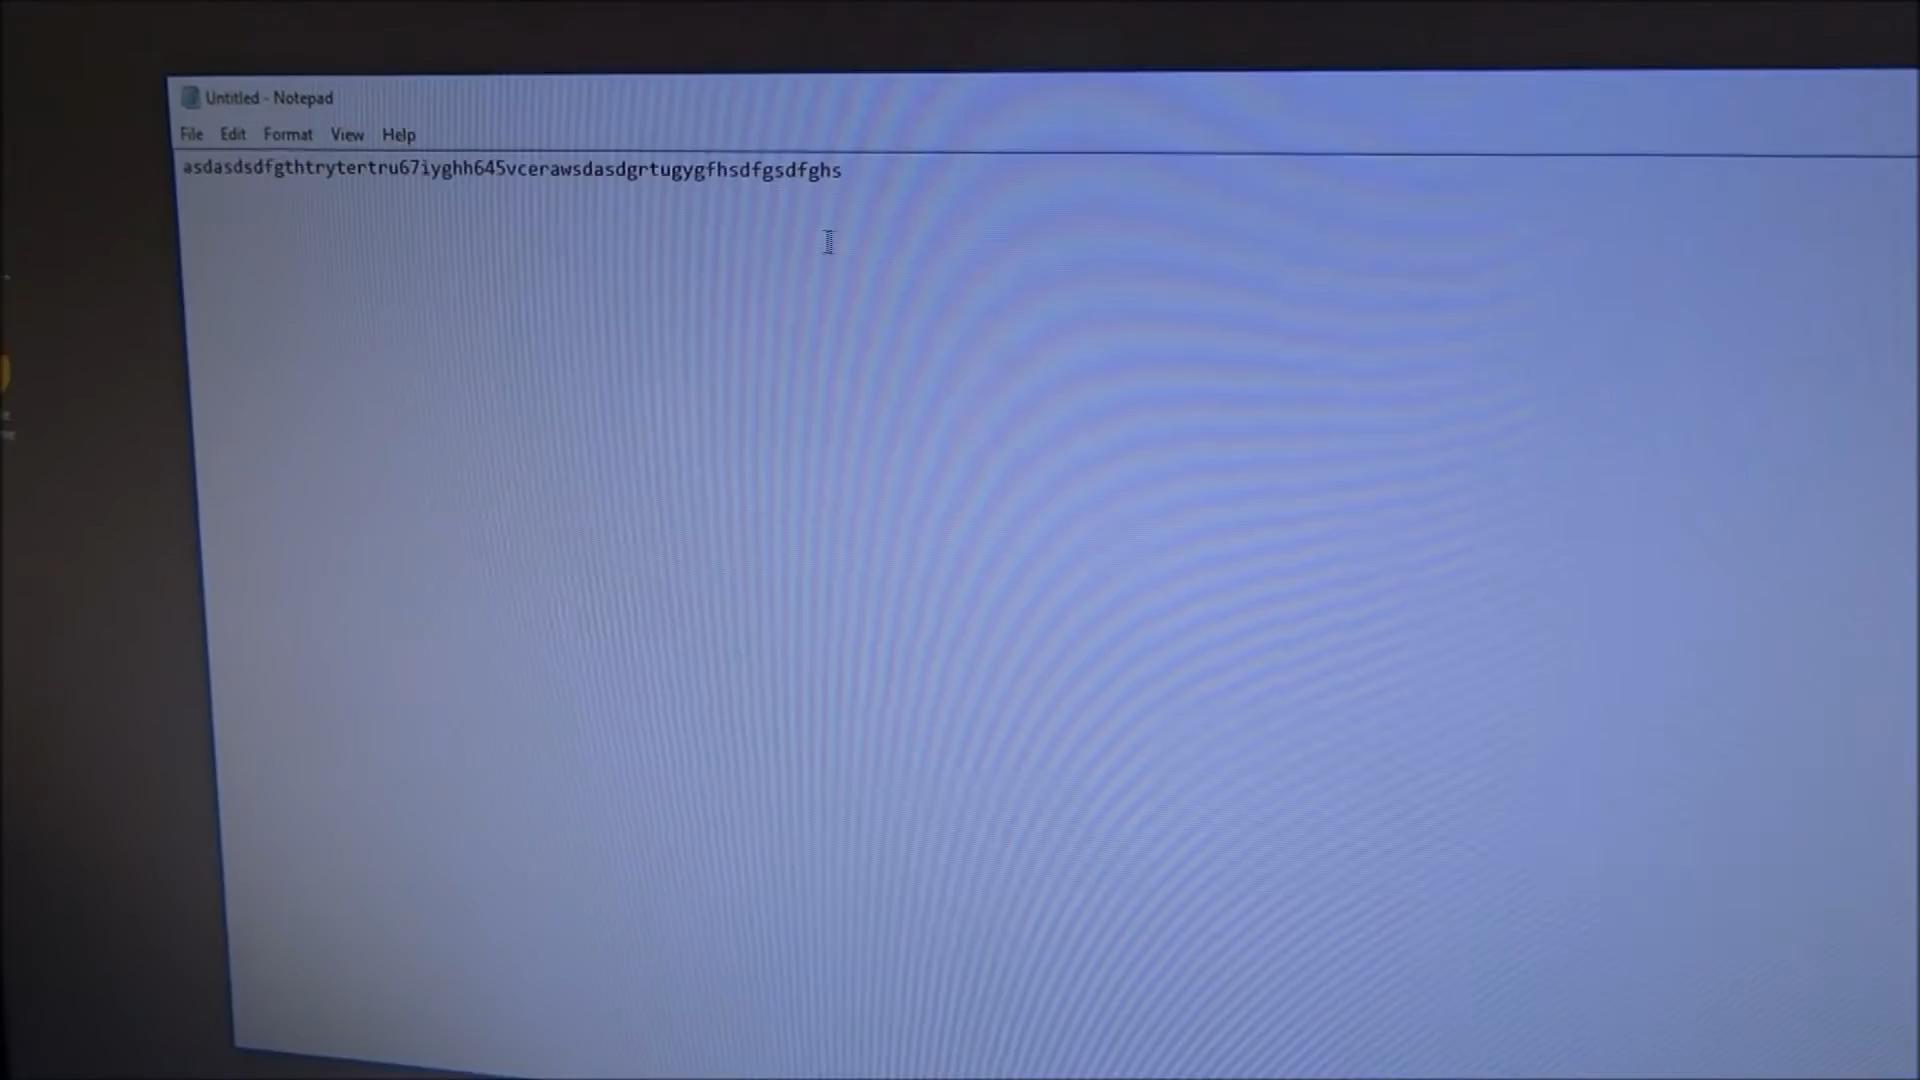 Untitled - Notepad
File Edit Format View Help
asdasdsdfgthtrytertru67iyghh645vcerawsdasdgrtugygfhsdfgsdfghs